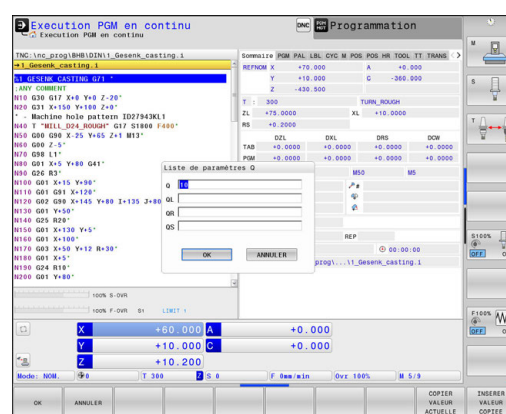 Execution PGM en continu
Execution PGM en continu
DNC
Programmation
TNC:\nc_prog\BHB\DIN\1_Gesenk_casting.i
→1_Gesenk_casting.i
%1_GESENK_CASTING G71 *
;ANY COMMENT
N10 G30 G17 X+0 Y+0 Z-20*
N20 G31 X+150 Y+100 Z+0*
* - Machine hole pattern ID27943KL1
N40 T "MILL_D24_ROUGH" G17 S1800 F400*
N50 G00 G90 X-25 Y+65 Z+1 M13*
N60 G00 Z-5*
N70 G98 L1*
N80 G01 X+5 Y+80 G41*
N90 G26 R3*
N100 G01 X+15 Y+90*
N110 G01 G91 X+120*
N120 G02 G90 X+145 Y+80 I+135 J+80
N130 G01 Y+50*
N140 G25 R20*
N150 G01 X+130 Y+5*
N160 G01 X+100*
N170 G03 X+50 Y+12 R+30*
N180 G01 X+5*
N190 G24 R10*
N200 G01 Y+80*
100% S-OVR
100% F-OVR S1 LIMIT 1
Sommaire PGM PAL LBL CYC M POS POS HR TOOL TT TRANS
REFNOM X +70.000 A +0.000
Y +10.000 C -360.000
Z -430.500
T : 300 TURN_ROUGH
ZL +75.0000 XL +10.0000
RS +0.2000
DZL DXL DRS DCW
TAB +0.0000 +0.0000 +0.0000 +0.0000
PGM +0.0000 +0.0000 +0.0000 +0.0000
M50 M5
REP
00:00:00
prog\...\1_Gesenk_casting.i
Liste de paramètres Q
Q 10
QL
QR
QS
OK ANNULER
X +60.000 A +0.000
Y +10.000 C +0.000
Z +10.200
Mode: NOM. 0 T 300 Z S 0 F 0mm/min Ovr 100% M 5/9
OK
ANNULER
COPIER VALEUR ACTUELLE
INSERER VALEUR COPIEE
M
S
T
S100%
OFF
F100%
OFF